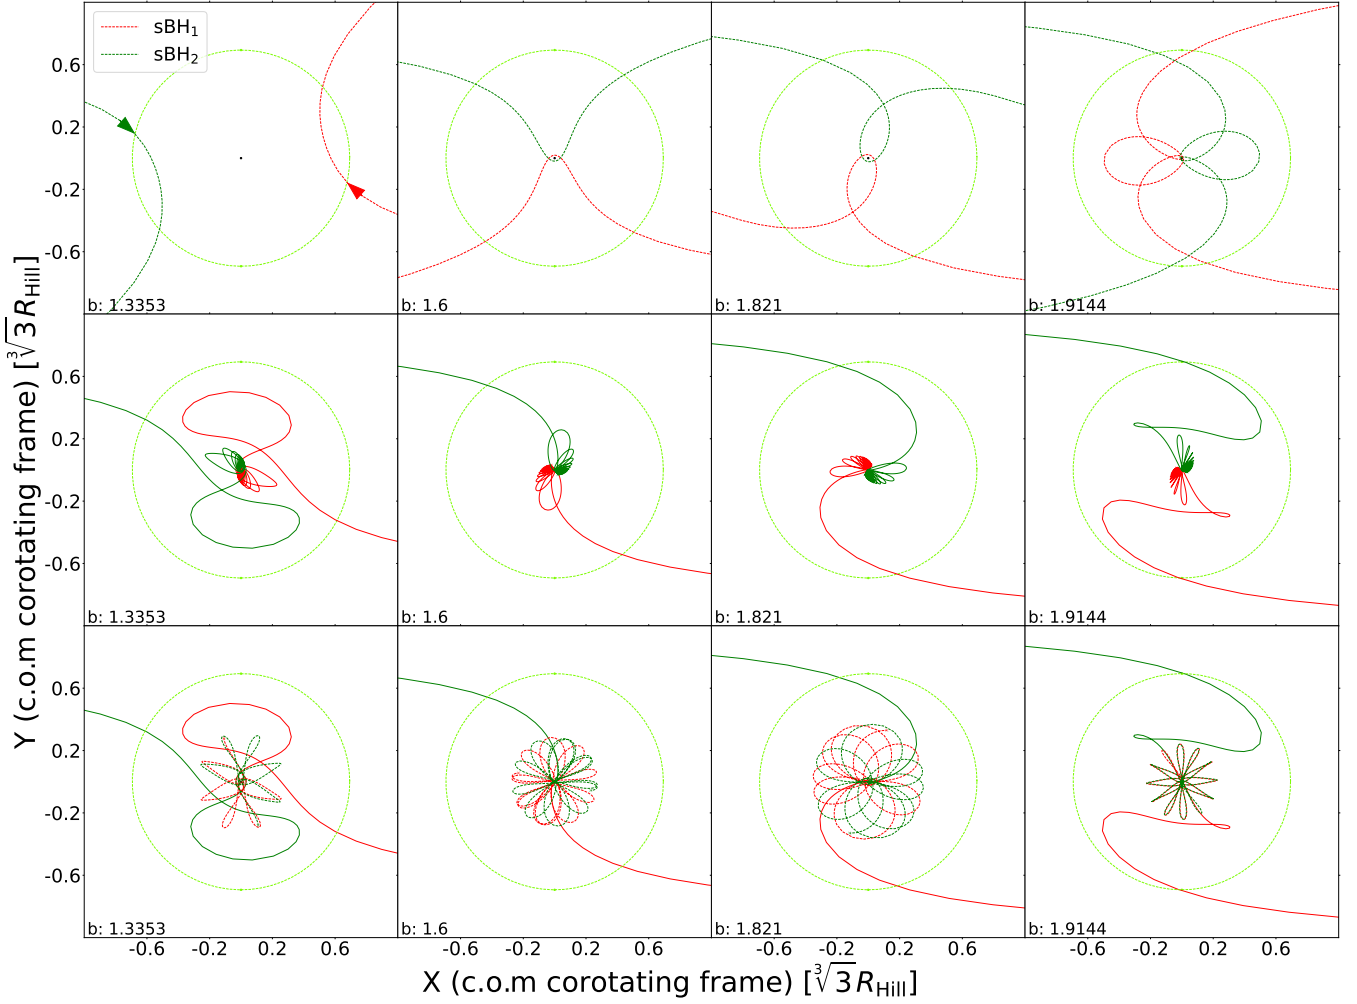 sBH₁
sBH₂
0.6
0.2
-0.2
-0.6
b: 1.3353
b: 1.6
b: 1.821
b: 1.9144
0.6
0.2
-0.2
-0.6
b: 1.3353
b: 1.6
b: 1.821
b: 1.9144
0.6
0.2
-0.2
-0.6
b: 1.3353
b: 1.6
b: 1.821
b: 1.9144
-0.6 -0.2 0.2 0.6 -0.6 -0.2 0.2 0.6 -0.6 -0.2 0.2 0.6 -0.6 -0.2 0.2 0.6
Y (c.o.m corotating frame) [∛3 R_Hill]
X (c.o.m corotating frame) [∛3 R_Hill]